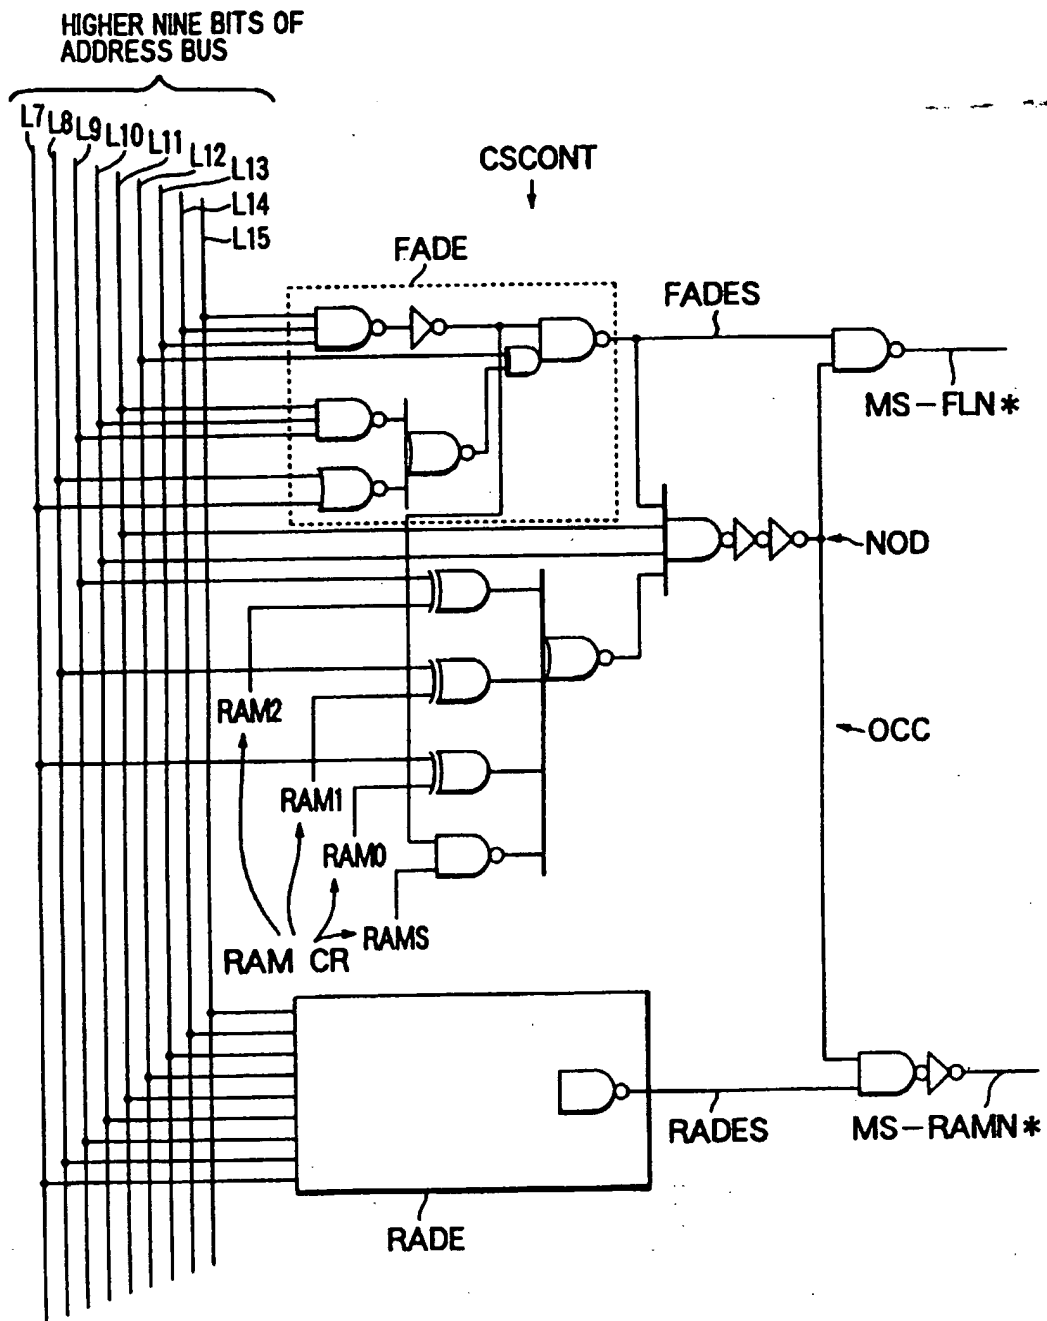 HIGHER NINE BITS OF
ADDRESS BUS
L7
L8
L9
L10
L11
L12
L13
L14
L15
CSCONT
FADE
FADES
MS-FLN*
NOD
OCC
RAM2
RAM1
RAM0
RAMS
RAM CR
RADES
MS-RAMN*
RADE